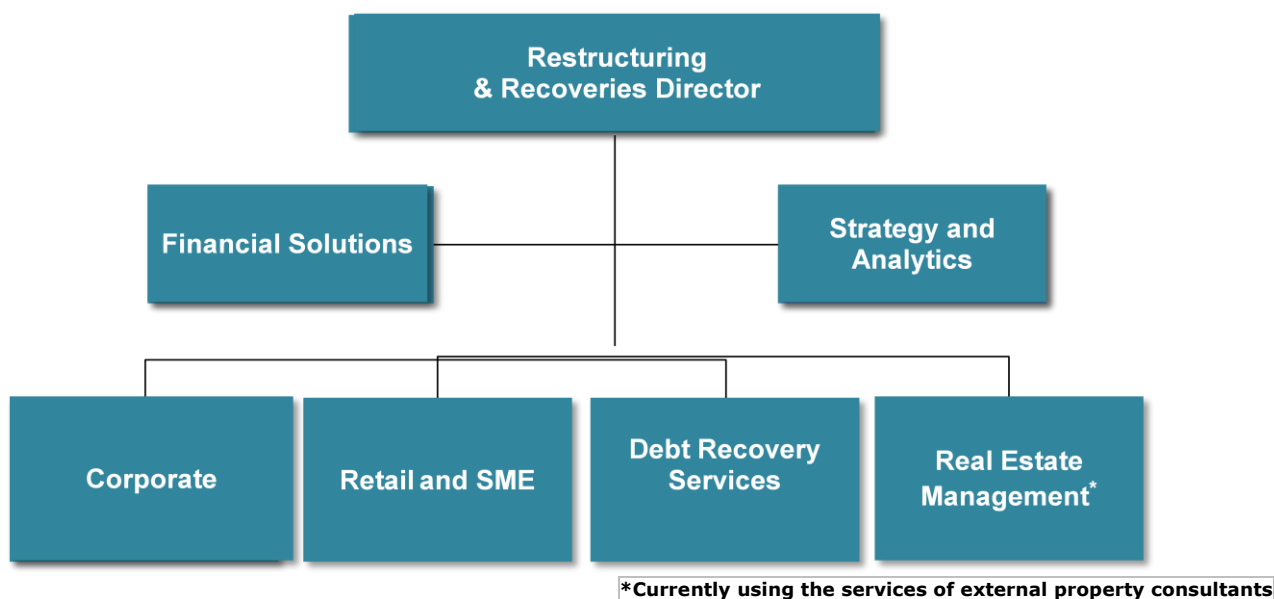 Restructuring
& Recoveries Director
Financial Solutions
Strategy and
Analytics
Corporate
Retail and SME
Debt Recovery
Services
Real Estate
Management*
*Currently using the services of external property consultants